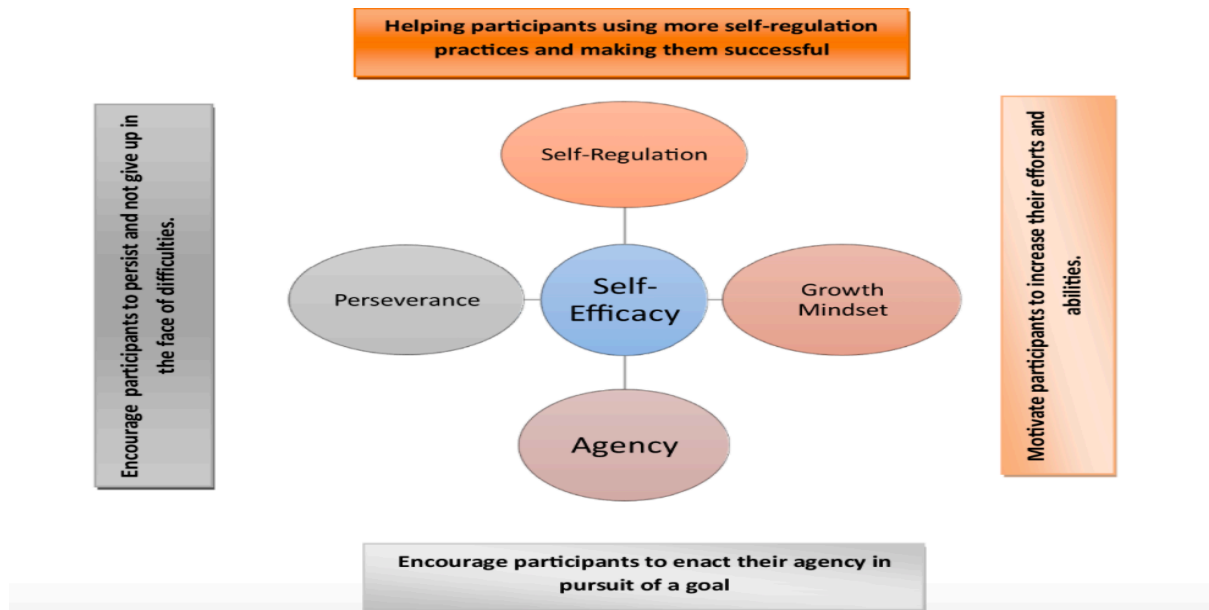 Helping participants using more self-regulation
practices and making them successful
Encourage participants to persist and not give up in
the face of difficulties.
Self-Regulation
Perseverance
Self-
Efficacy
Growth
Mindset
Agency
Motivate participants to increase their efforts and
abilities.
Encourage participants to enact their agency in
pursuit of a goal